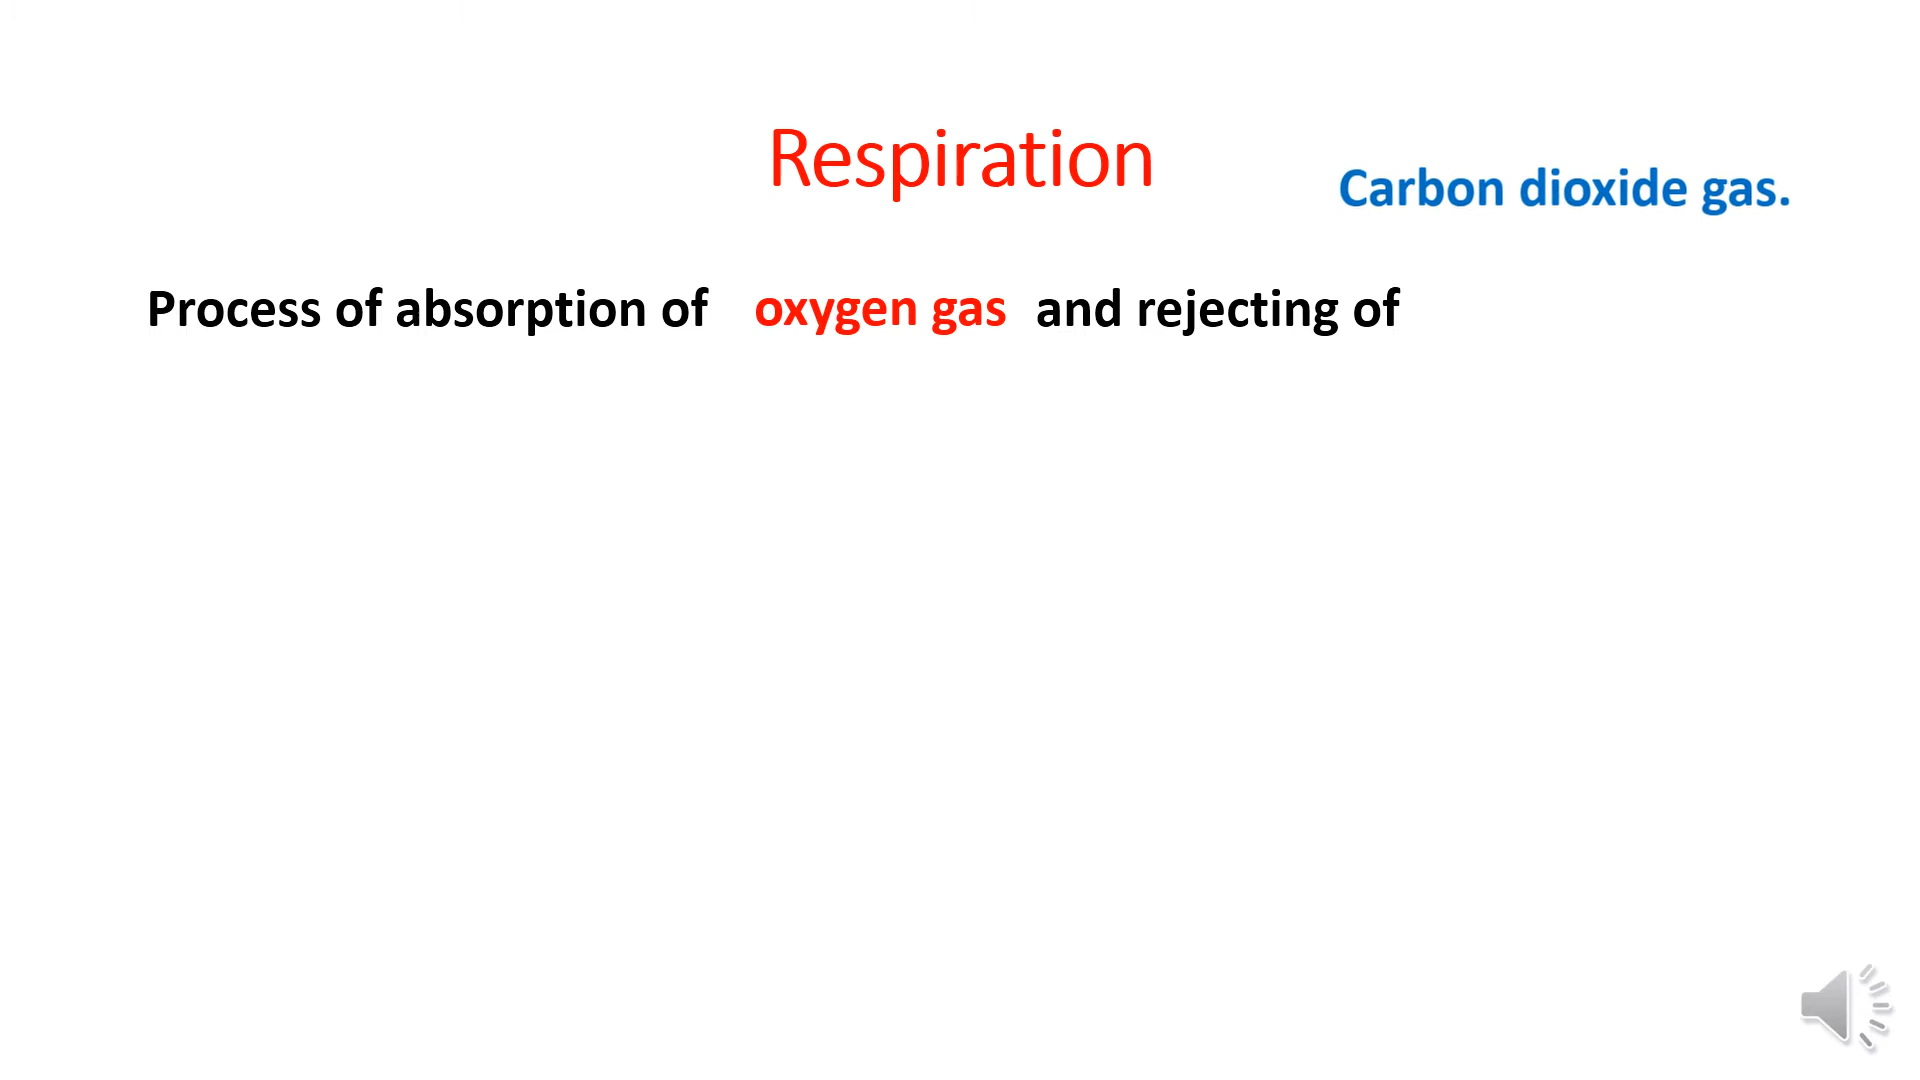 Respiration
Carbon dioxide gas.
Process of absorption of oxygen gas and rejecting of